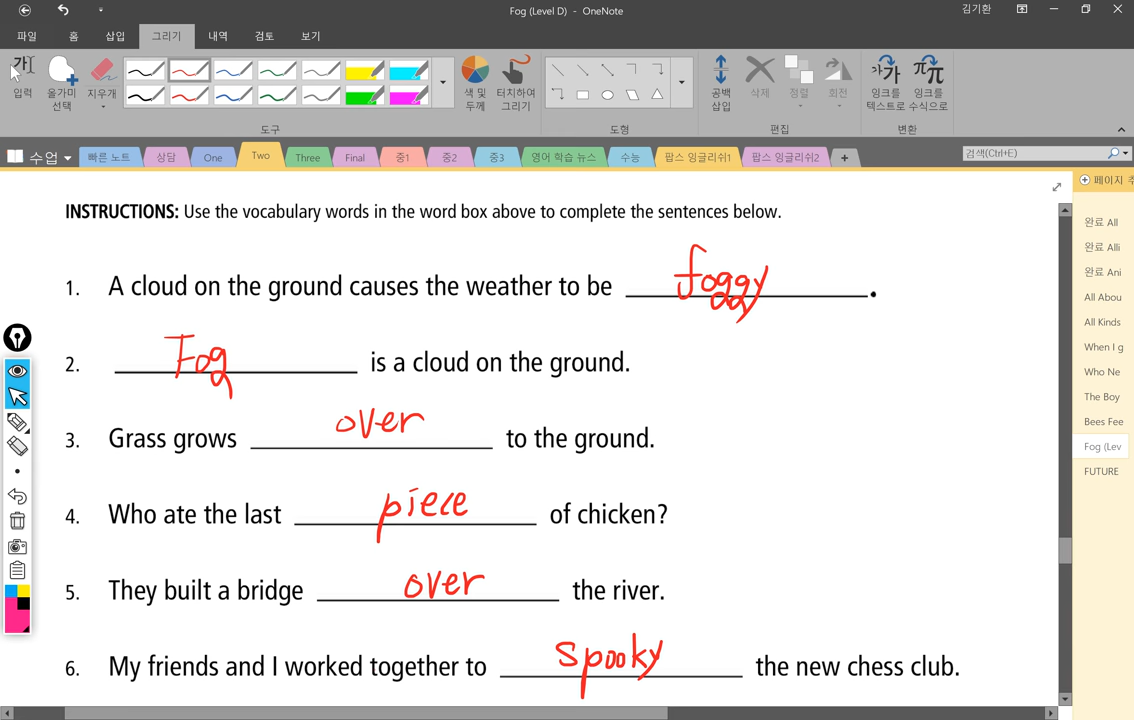 Fog (Level D) - OneNote
김기환
파일 홈 삽입 그리기 내역 검토 보기
입력
올가미 선택
지우개
색 및 두께
터치하여 그리기
공백 삽입
삭제
정렬
회전
잉크를 텍스트로
잉크를 수식으로
도구
도형
편집
변환
수업 빠른 노트 상담 One Two Three Final 중1 중2 중3 영어 학습 뉴스 수능 팝스 잉글리쉬1 팝스 잉글리쉬2
검색(Ctrl+E)
페이지 추
INSTRUCTIONS: Use the vocabulary words in the word box above to complete the sentences below.
1. A cloud on the ground causes the weather to be foggy.
2. Fog is a cloud on the ground.
3. Grass grows over to the ground.
4. Who ate the last piece of chicken?
5. They built a bridge over the river.
6. My friends and I worked together to spooky the new chess club.
완료 All
완료 Alli
완료 Ani
All Abou
All Kinds
When I g
Who Ne
The Boy
Bees Fee
Fog (Lev
FUTURE